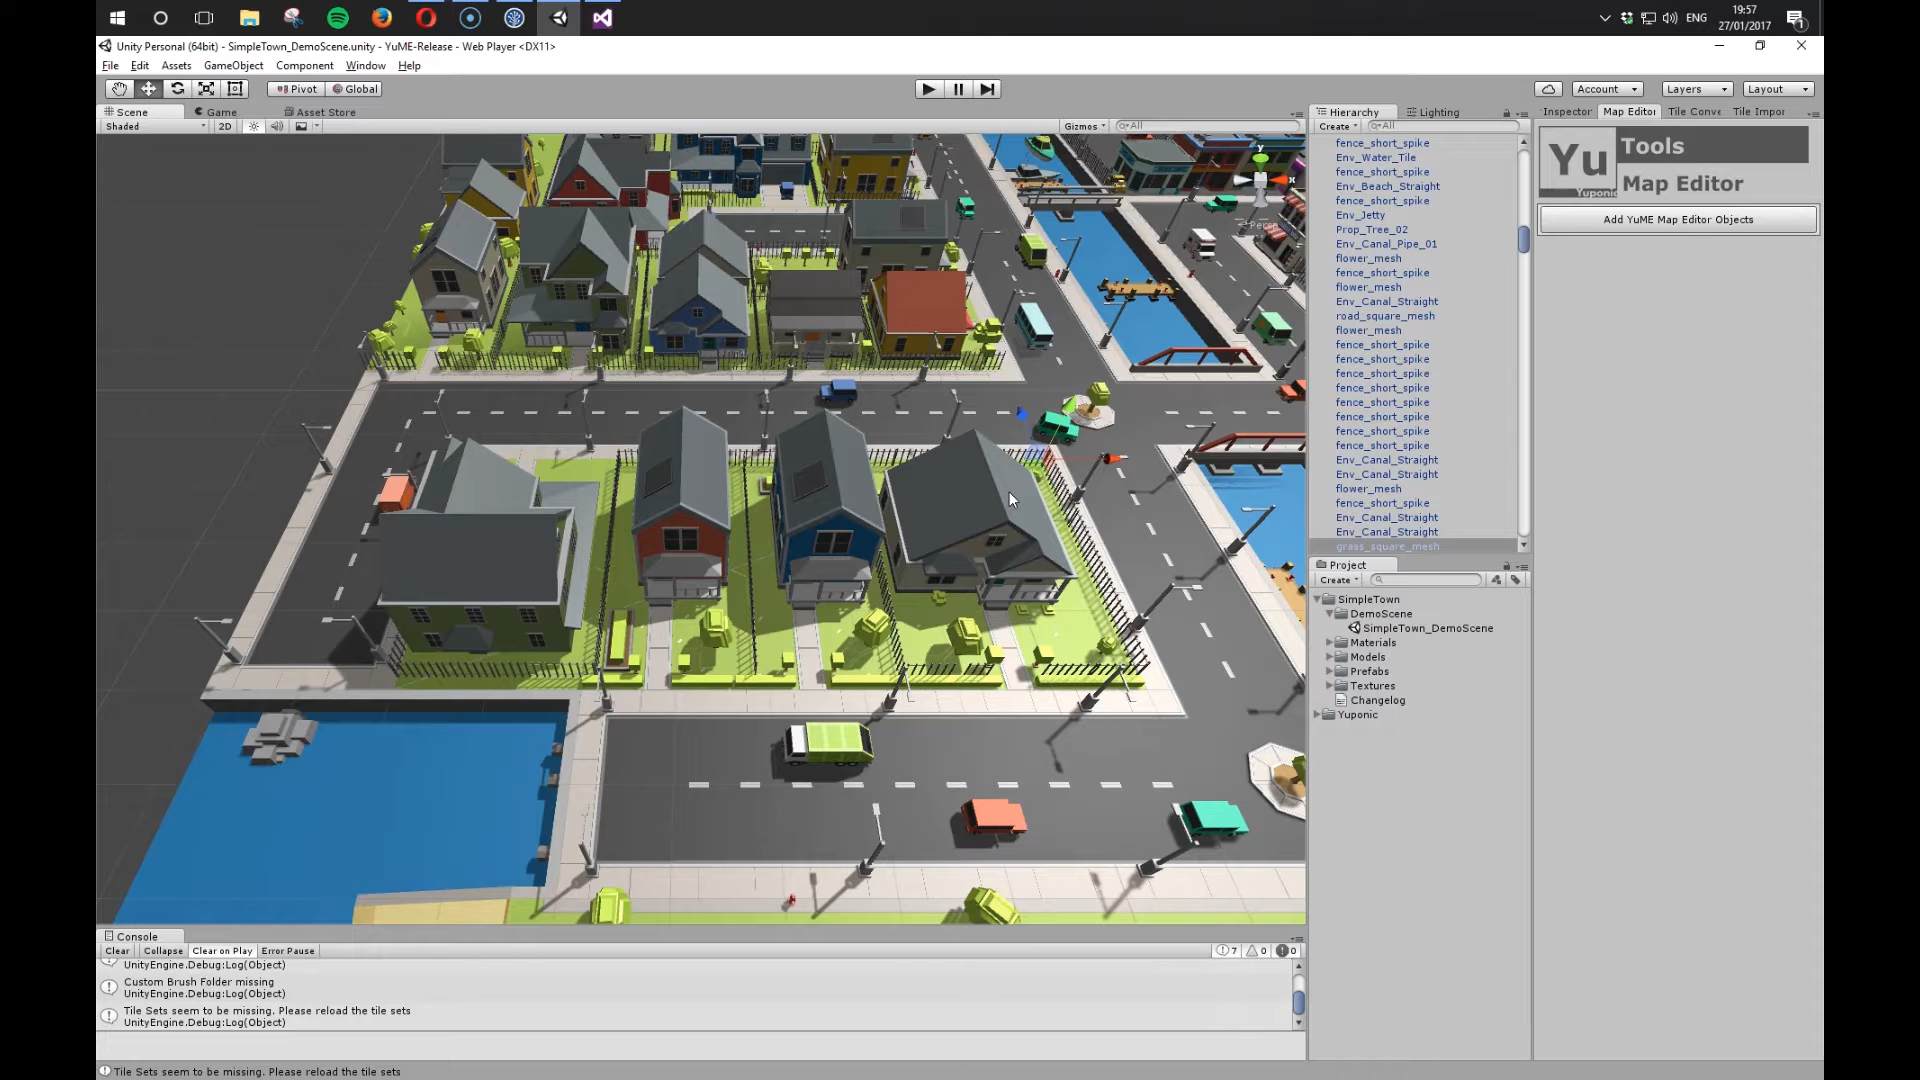 19:57
ENG
27/01/2017
1
Unity Personal (64bit) - SimpleTown_DemoScene.unity - YuME-Release - Web Player <DX11>
File Edit Assets GameObject Component Window Help
Pivot Global Account Layers Layout
Scene Game Asset Store
Shaded 2D Gizmos All
Hierarchy Lighting
Create All
Inspector Map Editor Tile Conve Tile Impor
y
x
Persp
fence_short_spike
Env_Water_Tile
fence_short_spike
Env_Beach_Straight
fence_short_spike
Env_Jetty
Prop_Tree_02
Env_Canal_Pipe_01
flower_mesh
fence_short_spike
flower_mesh
Env_Canal_Straight
road_square_mesh
flower_mesh
fence_short_spike
fence_short_spike
fence_short_spike
fence_short_spike
fence_short_spike
fence_short_spike
fence_short_spike
fence_short_spike
Env_Canal_Straight
Env_Canal_Straight
flower_mesh
fence_short_spike
Env_Canal_Straight
Env_Canal_Straight
grass_square_mesh
Yu
Yuponic
Tools
Map Editor
Add YuME Map Editor Objects
Project
Create
SimpleTown
DemoScene
SimpleTown_DemoScene
Materials
Models
Prefabs
Textures
Changelog
Yuponic
Console
Clear Collapse Clear on Play Error Pause 7 0 0
UnityEngine.Debug:Log(Object)
Custom Brush Folder missing
UnityEngine.Debug:Log(Object)
Tile Sets seem to be missing. Please reload the tile sets
UnityEngine.Debug:Log(Object)
Tile Sets seem to be missing. Please reload the tile sets